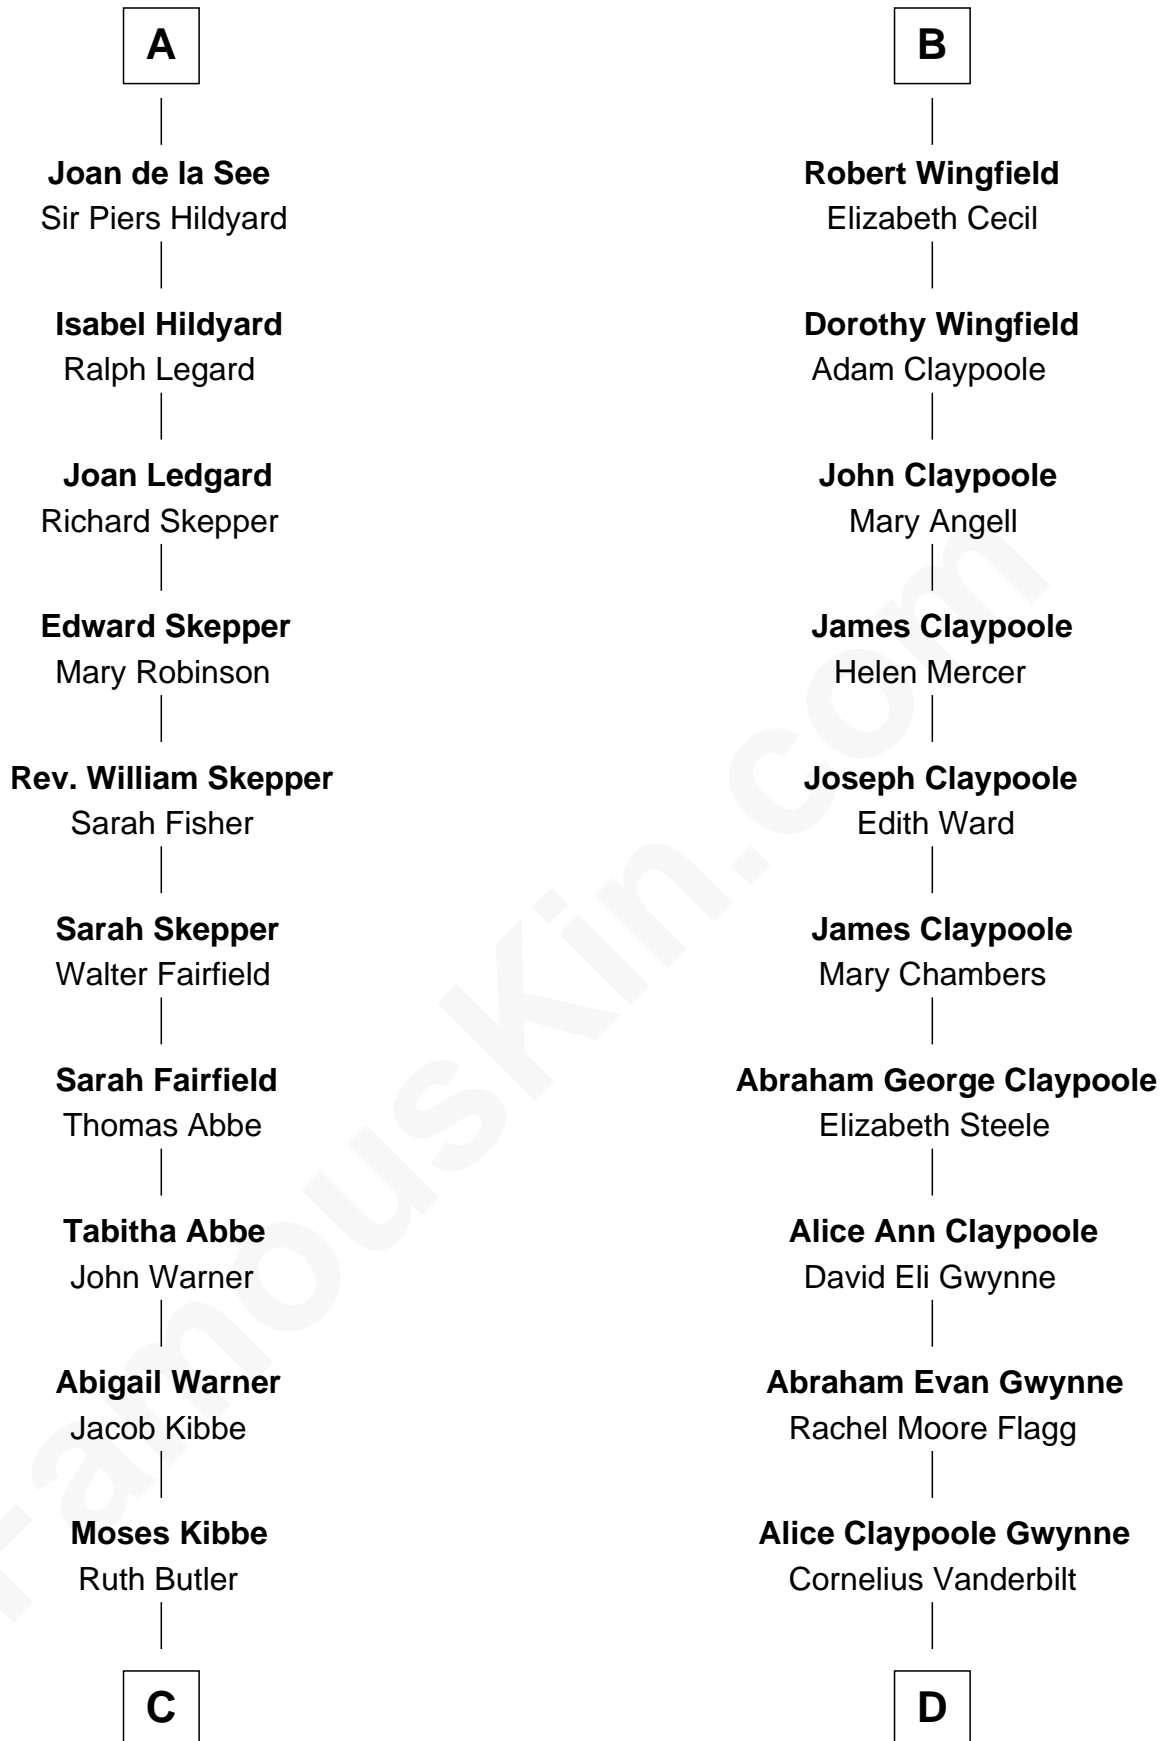 A
Joan de la See
Sir Piers Hildyard
Isabel Hildyard
Ralph Legard
Joan Ledgard
Richard Skepper
Edward Skepper
Mary Robinson
Rev. William Skepper
Sarah Fisher
Sarah Skepper
Walter Fairfield
Sarah Fairfield
Thomas Abbe
Tabitha Abbe
John Warner
Abigail Warner
Jacob Kibbe
Moses Kibbe
Ruth Butler
C
B
Robert Wingfield
Elizabeth Cecil
Dorothy Wingfield
Adam Claypoole
John Claypoole
Mary Angell
James Claypoole
Helen Mercer
Joseph Claypoole
Edith Ward
James Claypoole
Mary Chambers
Abraham George Claypoole
Elizabeth Steele
Alice Ann Claypoole
David Eli Gwynne
Abraham Evan Gwynne
Rachel Moore Flagg
Alice Claypoole Gwynne
Cornelius Vanderbilt
D
FamousKin.com